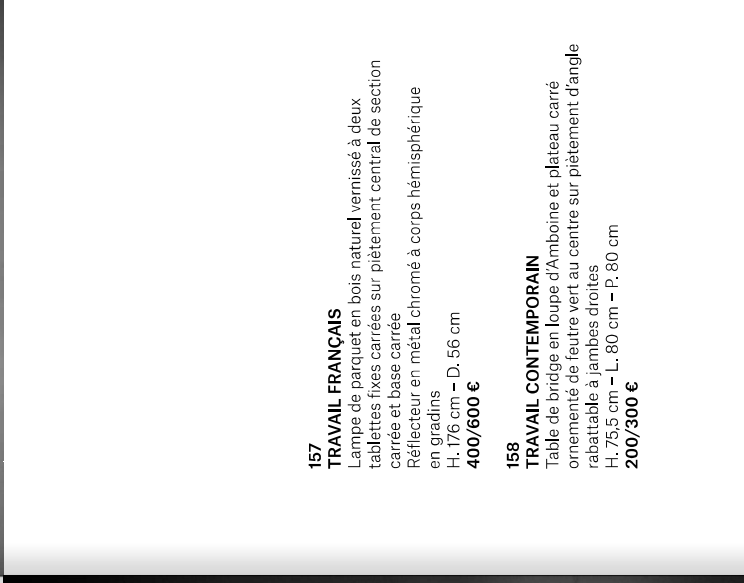 157
TRAVAIL FRANÇAIS
Lampe de parquet en bois naturel vernissé à deux
tablettes fixes carrées sur piètement central de section
carrée et base carrée
Réflecteur en métal chromé à corps hémisphérique
en gradins
H. 176 cm – D. 56 cm
400/600 €
158
TRAVAIL CONTEMPORAIN
Table de bridge en loupe d'Amboine et plateau carré
ornementé de feutre vert au centre sur piètement d'angle
rabattable à jambes droites
H. 75,5 cm – L. 80 cm – P. 80 cm
200/300 €